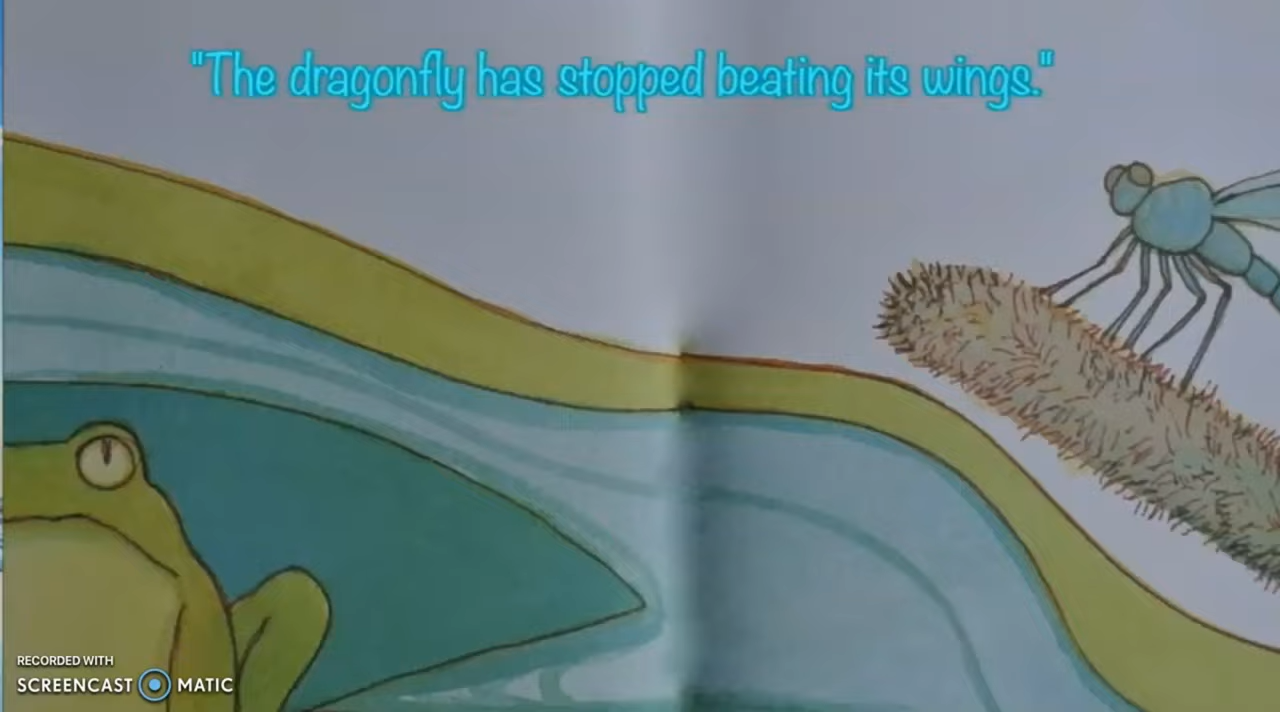 "The dragonfly has stopped beating its wings."
RECORDED WITH
SCREENCAST MATIC